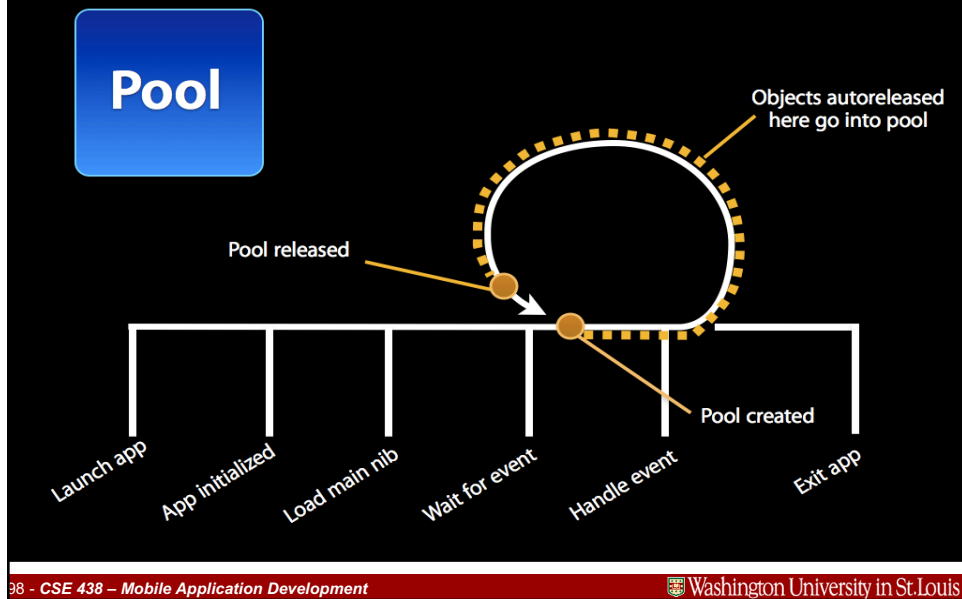 Pool
Objects autoreleased
here go into pool
Pool released
Pool created
Launch app
App initialized
Load main nib
Wait for event
Handle event
Exit app
98 - CSE 438 – Mobile Application Development
Washington University in St.Louis